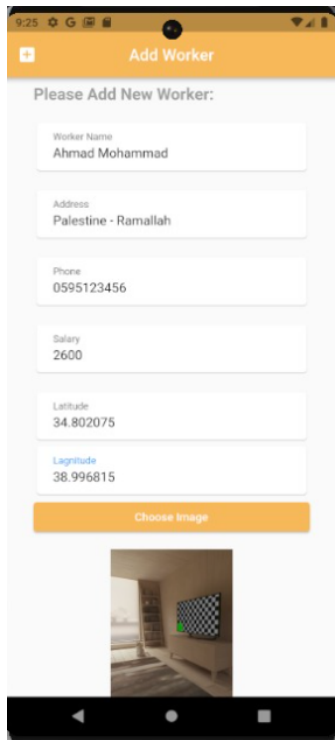 9:25
Add Worker
Please Add New Worker:
Worker Name
Ahmad Mohammad
Address
Palestine - Ramallah
Phone
0595123456
Salary
2600
Latitude
34.802075
Lagnitude
38.996815
Choose Image